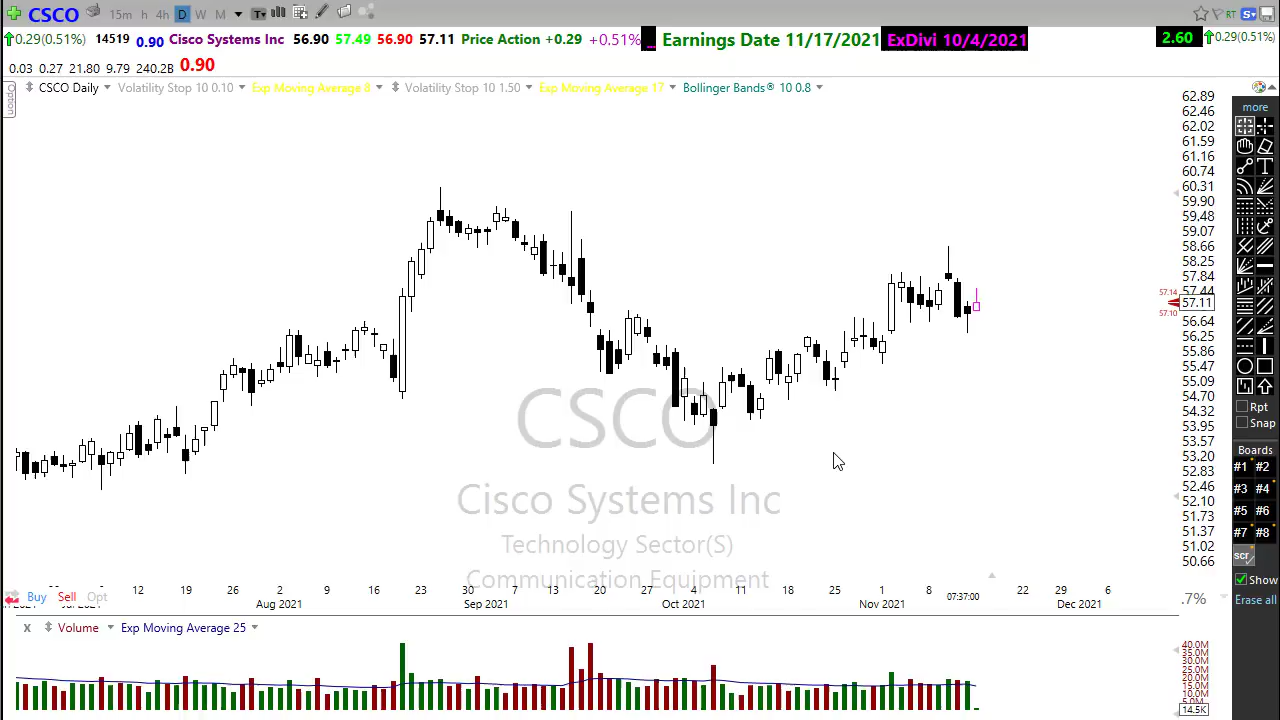 CSCO 15m h 4h D W M T RT S
0.29(0.51%) 14519 0.90 Cisco Systems Inc 56.90 57.49 56.90 57.11 Price Action +0.29 +0.51% ... Earnings Date 11/17/2021 ExDivi 10/4/2021 2.60 0.29(0.51%)
0.03 0.27 21.80 9.79 240.2B 0.90
Option
CSCO Daily Volatility Stop 10 0.10 Exp Moving Average 8 Volatility Stop 10 1.50 Exp Moving Average 17 Bollinger Bands® 10 0.8
62.89
62.46
62.02
61.59
61.16
60.74
60.31
59.90
59.48
59.07
58.66
58.25
57.84
57.44
57.14
57.11
57.10
56.64
56.25
55.86
55.47
55.09
54.70
54.32
53.95
53.57
53.20
52.83
52.46
52.10
51.73
51.37
51.02
50.66
more
T
Rpt
Snap
Boards
#1 #2
#3 #4
#5 #6
#7 #8
scr
Show
Erase all
CSCO
Cisco Systems Inc
Technology Sector(S)
Communication Equipment
12 19 26 2 9 16 23 30 7 13 20 27 4 11 18 25 1 8 07:37:00 22 29 6
Buy Sell Opt
Aug 2021 Sep 2021 Oct 2021 Nov 2021 Dec 2021
.7%
X Volume Exp Moving Average 25
40.0M
35.0M
30.0M
25.0M
20.0M
15.0M
10.0M
14.5K